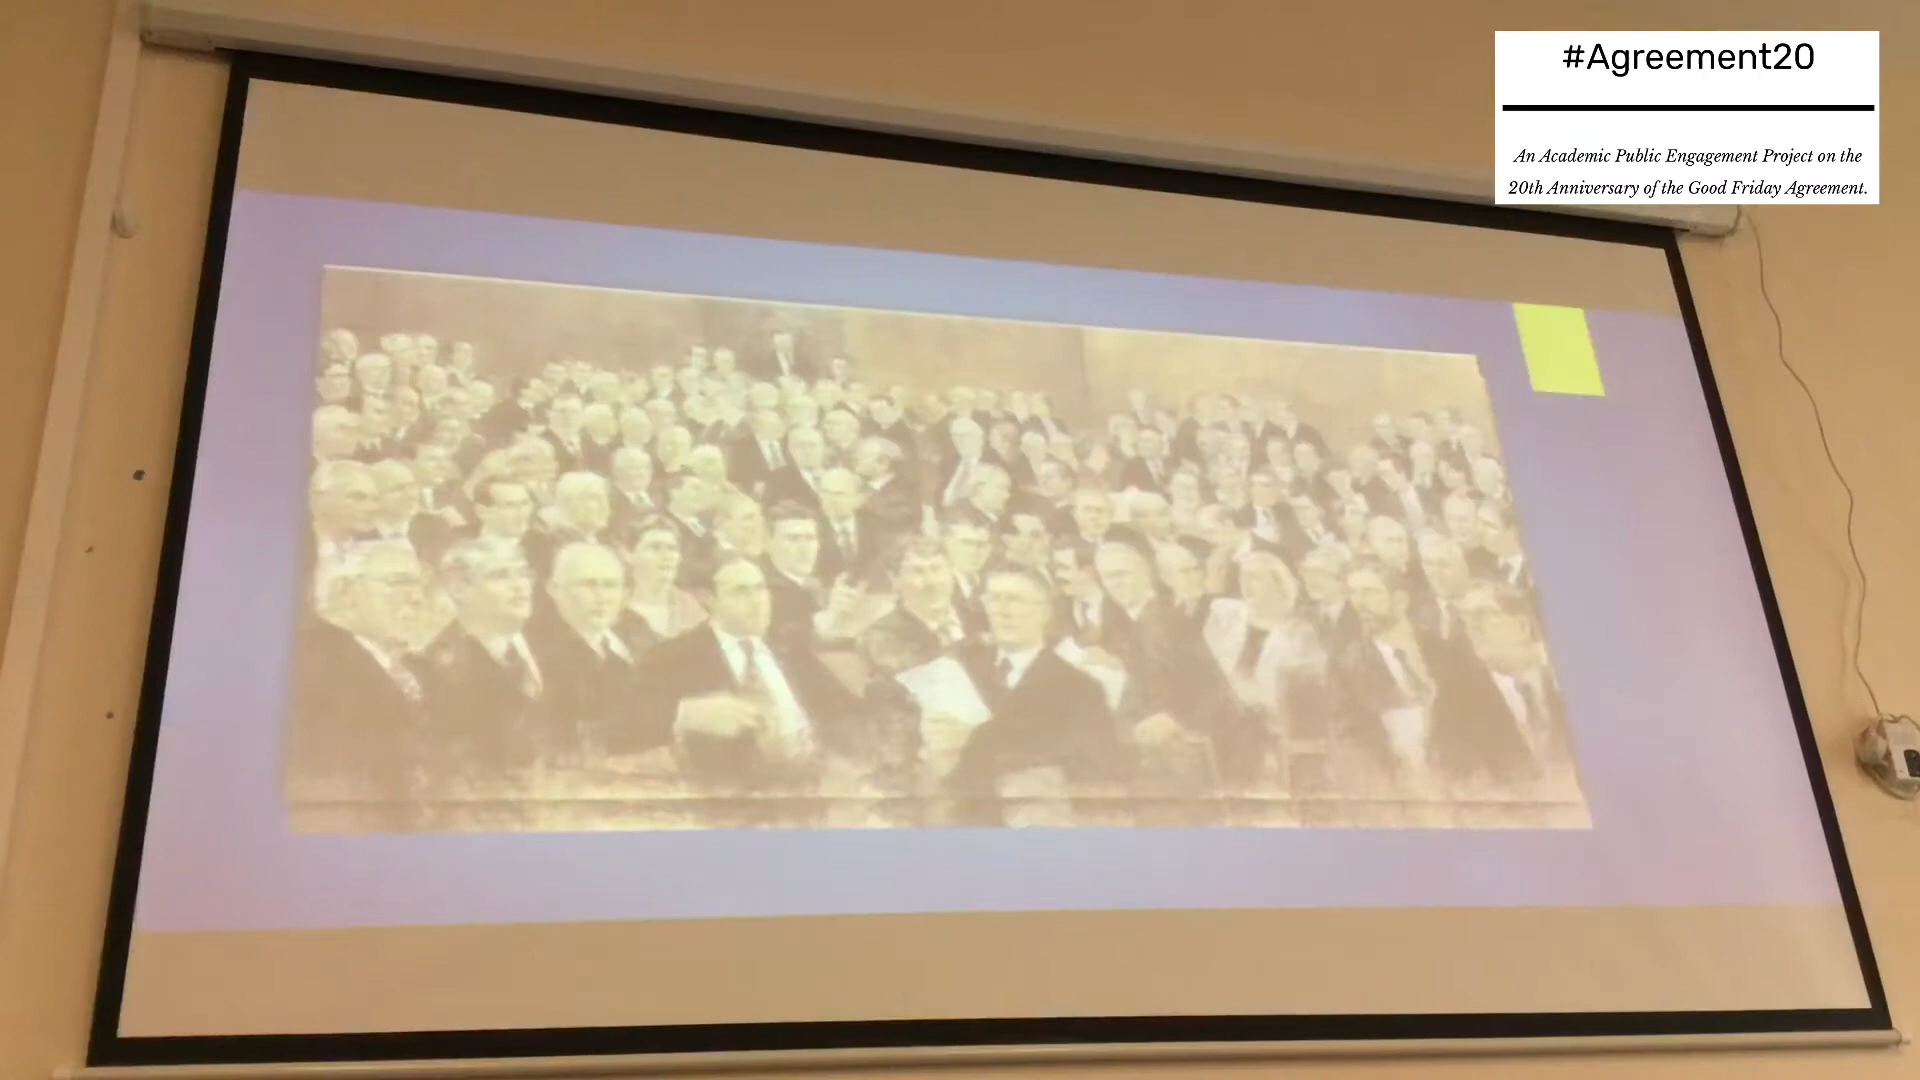 #Agreement20
An Academic Public Engagement Project on the
20th Anniversary of the Good Friday Agreement.